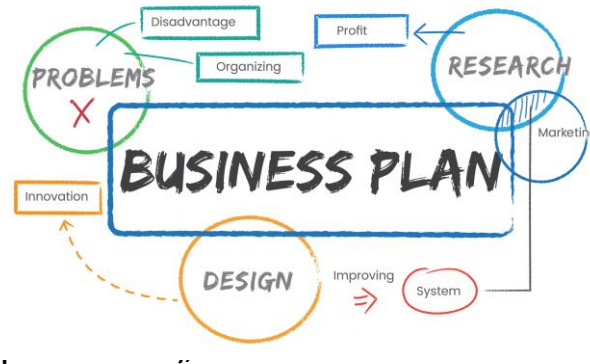 Disadvantage
Profit
Organizing
PROBLEMS
RESEARCH
Marketin
BUSINESS PLAN
Innovation
DESIGN
Improving
System